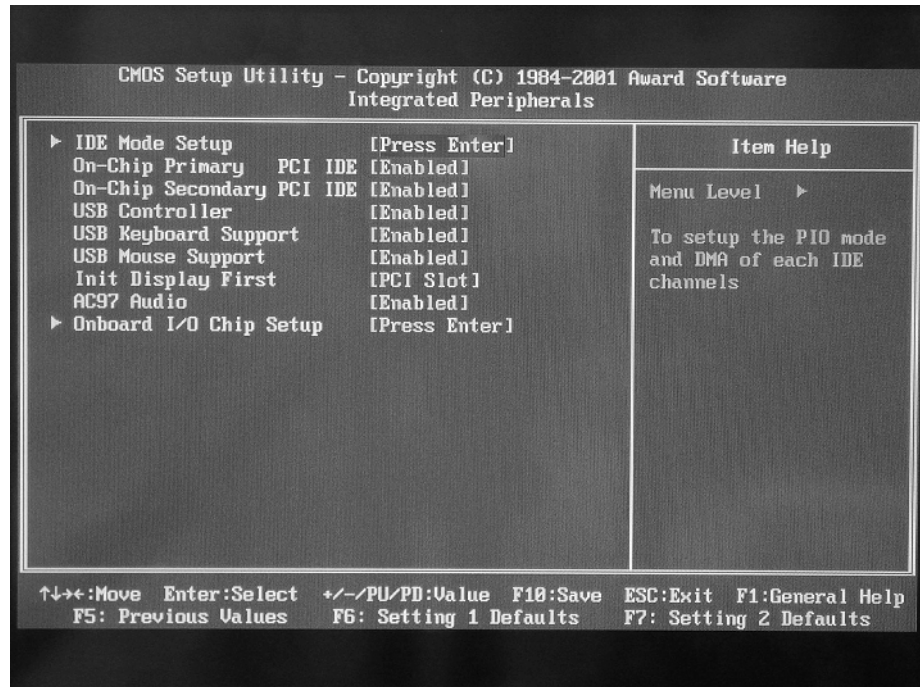 CMOS Setup Utility – Copyright (C) 1984–2001 Award Software
Integrated Peripherals
▶ IDE Mode Setup [Press Enter]
On-Chip Primary PCI IDE [Enabled]
On-Chip Secondary PCI IDE [Enabled]
USB Controller [Enabled]
USB Keyboard Support [Enabled]
USB Mouse Support [Enabled]
Init Display First [PCI Slot]
AC97 Audio [Enabled]
▶ Onboard I/O Chip Setup [Press Enter]
Item Help
Menu Level ▶
To setup the PIO mode
and DMA of each IDE
channels
↑↓→←:Move Enter:Select +/-/PU/PD:Value F10:Save ESC:Exit F1:General Help
F5: Previous Values F6: Setting 1 Defaults F7: Setting 2 Defaults